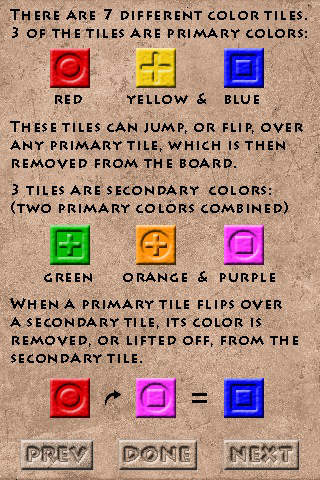 There are 7 different color tiles.
3 of the tiles are primary colors:
red yellow & blue
These tiles can jump, or flip, over
any primary tile, which is then
removed from the board.
3 tiles are secondary colors:
(two primary colors combined)
green orange & purple
When a primary tile flips over
a secondary tile, its color is
removed, or lifted off, from the
secondary tile.
=
PREV DONE NEXT